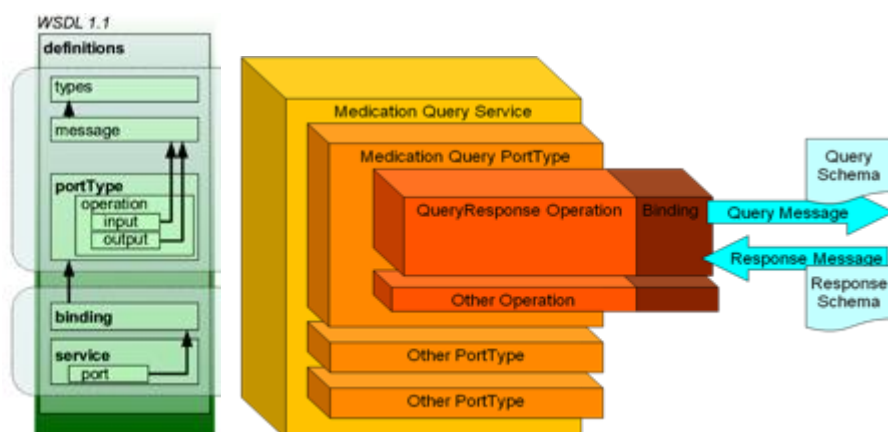 WSDL 1.1
definitions
types
message
portType
operation
input
output
binding
service
port
Medication Query Service
Medication Query PortType
QueryResponse Operation
Binding
Other Operation
Other PortType
Other PortType
Query
Schema
Query Message
Response Message
Response
Schema